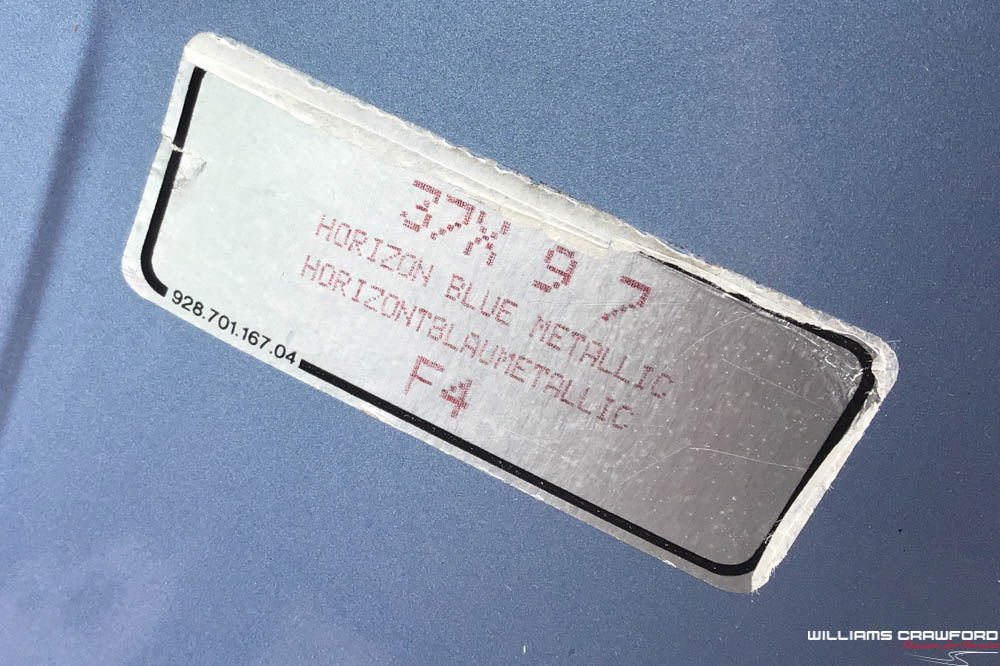 37X 9 7
HORIZON BLUE METALLIC
HORIZONTBLAUMETALLIC
F4
928.701.167.04
WILLIAMS CRAWFORD